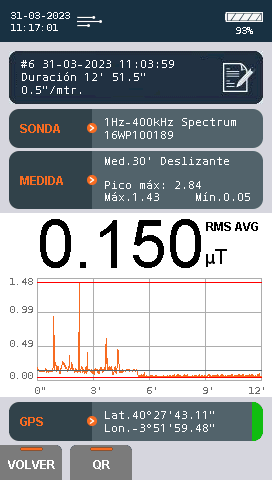 31-03-2023
11:17:01
93%
#6 31-03-2023 11:03:59
Duración 12' 51.5"
0.5"/mtr.
SONDA
1Hz-400kHz Spectrum
16WP100189
MEDIDA
Med.30' Deslizante
Pico máx: 2.84
Máx.1.43 Mín.0.05
0.150 RMS AVG
µT
1.48
0.99
0.49
0.00
0" 3' 6' 9' 12'
GPS
Lat.40°27'43.11"
Lon.-3°51'59.48"
VOLVER QR